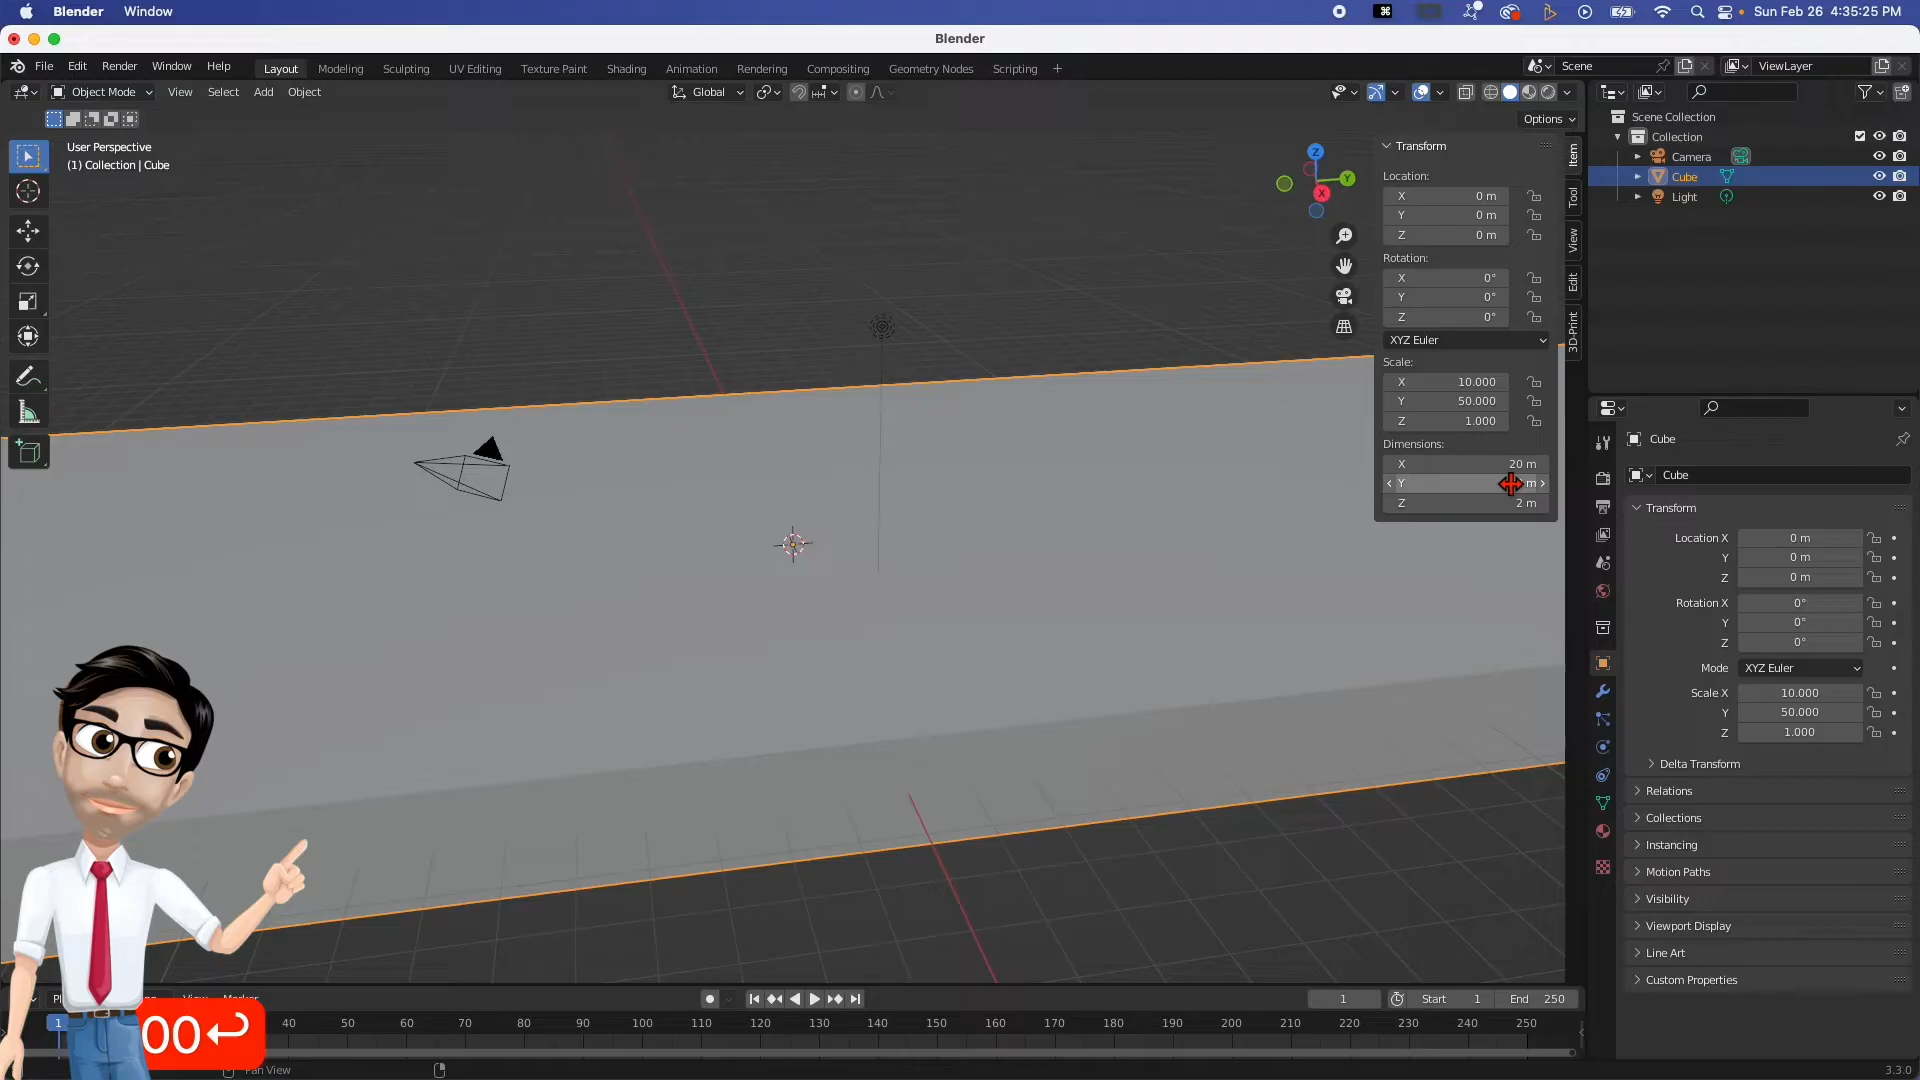 Blender Window
Sun Feb 26 4:35:25 PM
Blender
File Edit Render Window Help
Layout Modeling Sculpting UV Editing Texture Paint Shading Animation Rendering Compositing Geometry Nodes Scripting +
Scene
ViewLayer
Object Mode View Select Add Object
Global
Options
User Perspective
(1) Collection | Cube
Z
Y
X
Transform
Location:
X 0 m
Y 0 m
Z 0 m
Rotation:
X 0°
Y 0°
Z 0°
XYZ Euler
Scale:
X 10.000
Y 50.000
Z 1.000
Dimensions:
X 20 m
Y m
Z 2 m
Item
Tool
View
Edit
3D-Print
Scene Collection
Collection
Camera
Cube
Light
Cube
Cube
Transform
Location X 0 m
Y 0 m
Z 0 m
Rotation X 0°
Y 0°
Z 0°
Mode XYZ Euler
Scale X 10.000
Y 50.000
Z 1.000
Delta Transform
Relations
Collections
Instancing
Motion Paths
Visibility
Viewport Display
Line Art
Custom Properties
1 Start 1 End 250
1 40 50 60 70 80 90 100 110 120 130 140 150 160 170 180 190 200 210 220 230 240 250
00
Pan View
3.3.0